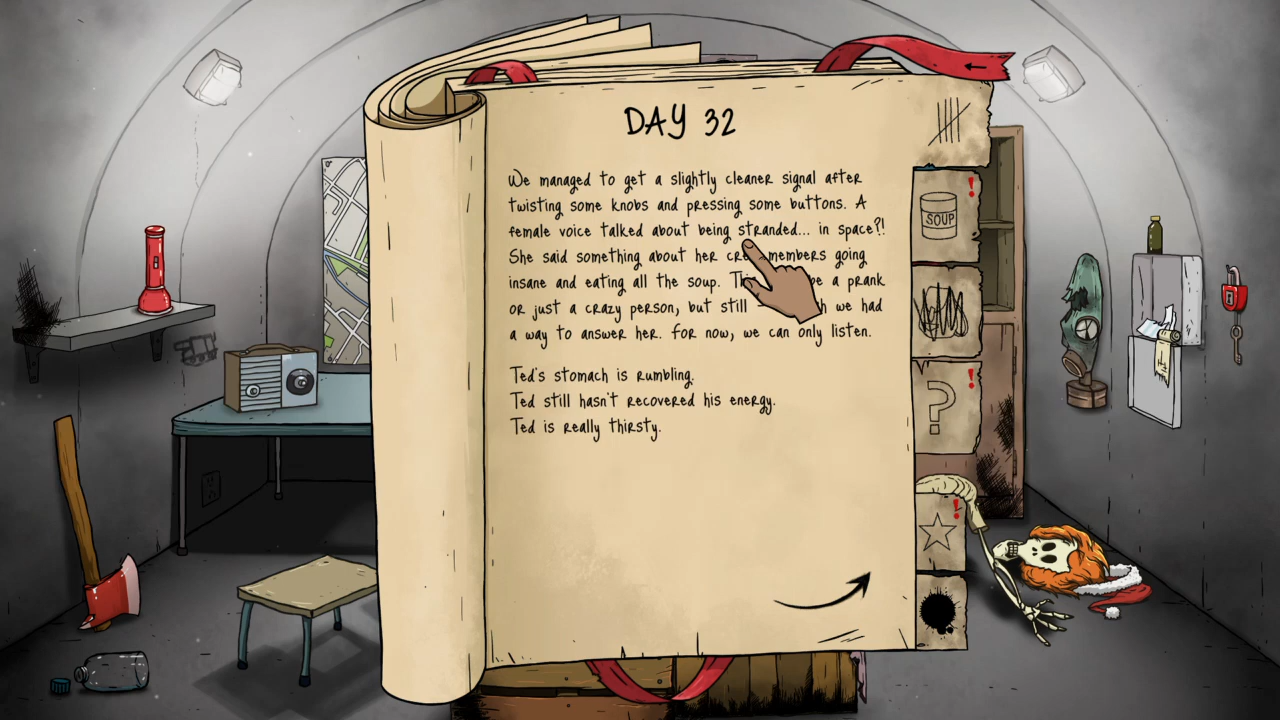 DAY 32
We managed to get a slightly cleaner signal after
twisting some knobs and pressing some buttons. A
female voice talked about being stranded... in space?!
She said something about her members going
insane and eating all the soup. be a prank
or just a crazy person, but still we had
a way to answer her. For now, we can only listen.
Ted's stomach is rumbling.
Ted still hasn't recovered his energy.
Ted is really thirsty.
SOUP
!
?
!
!